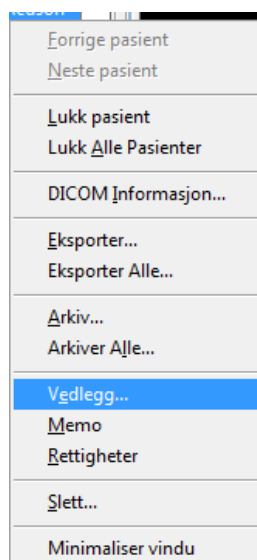 Forrige pasient
Neste pasient
Lukk pasient
Lukk Alle Pasienter
DICOM Informasjon...
Eksporter...
Eksporter Alle...
Arkiv...
Arkiver Alle...
Vedlegg...
Memo
Rettigheter
Slett...
Minimaliser vindu